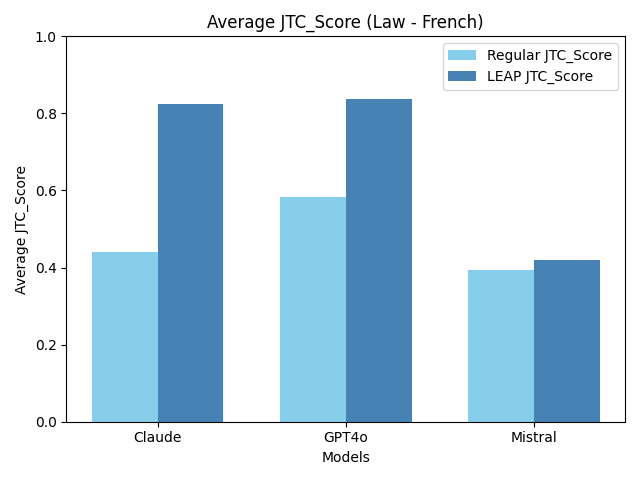 Average JTC_Score (Law - French)
Regular JTC_Score
LEAP JTC_Score
Average JTC_Score
1.0
0.8
0.6
0.4
0.2
0.0
Claude
GPT4o
Mistral
Models